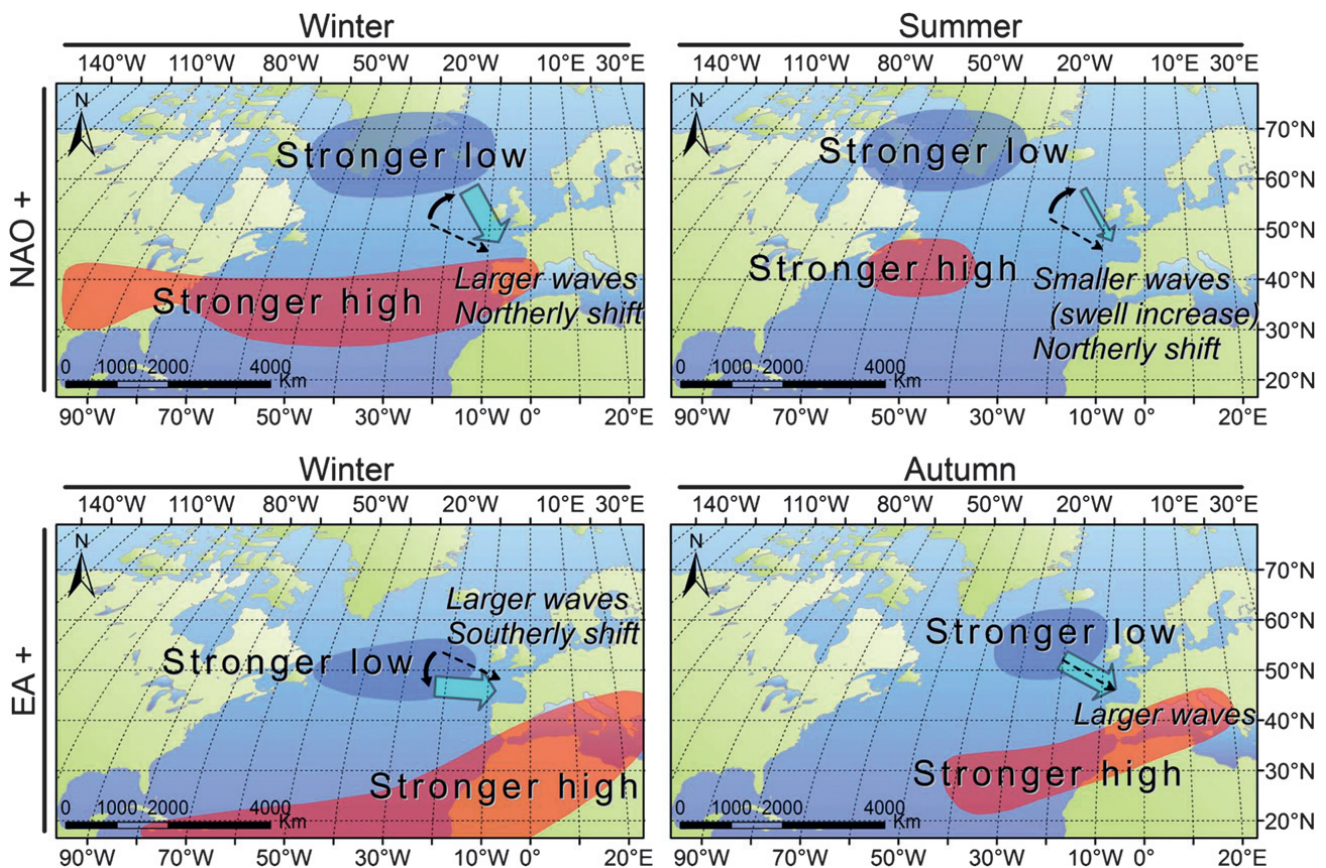 Winter
Summer
140°W 110°W 80°W 50°W 20°W 10°E 30°E
140°W 110°W 80°W 50°W 20°W 10°E 30°E
NAO +
N
Stronger low
Stronger high
Larger waves
Northerly shift
0 1000 2000 4000
Km
N
Stronger low
Stronger high
Smaller waves
(swell increase)
Northerly shift
0 1000 2000 4000
Km
70°N
60°N
50°N
40°N
30°N
20°N
90°W 70°W 50°W 30°W 10°W 0° 20°E
90°W 70°W 50°W 30°W 10°W 0° 20°E
Winter
Autumn
140°W 110°W 80°W 50°W 20°W 10°E 30°E
140°W 110°W 80°W 50°W 20°W 10°E 30°E
EA +
N
Larger waves
Southerly shift
Stronger low
Stronger high
0 1000 2000 4000
Km
N
Stronger low
Larger waves
Stronger high
0 1000 2000 4000
Km
70°N
60°N
50°N
40°N
30°N
20°N
90°W 70°W 50°W 30°W 10°W 0° 20°E
90°W 70°W 50°W 30°W 10°W 0° 20°E